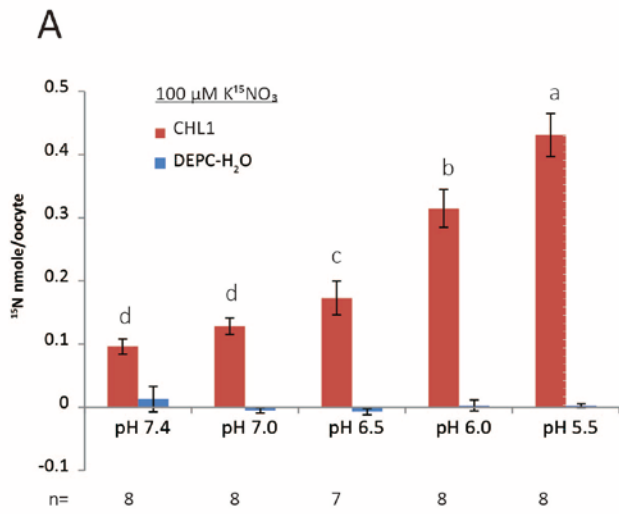 A
100 µM K¹⁵NO₃
CHL1
DEPC-H₂O
¹⁵N nmole/oocyte
0.5
0.4
0.3
0.2
0.1
0
-0.1
d d c b a
pH 7.4 pH 7.0 pH 6.5 pH 6.0 pH 5.5
n= 8 8 7 8 8